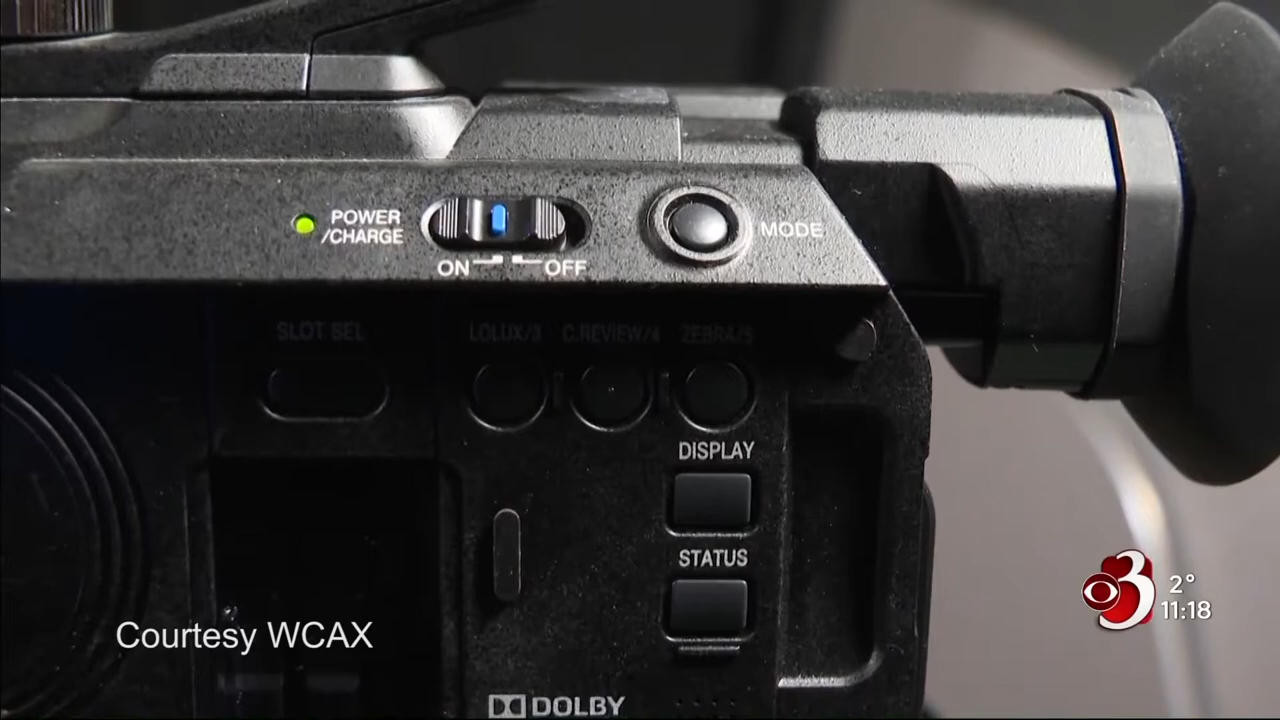 POWER
/CHARGE
ON
OFF
MODE
SLOT SEL
LOLUX/3
C.REVIEW/4
ZEBRA/5
DISPLAY
STATUS
DOLBY
Courtesy WCAX
3
2°
11:18